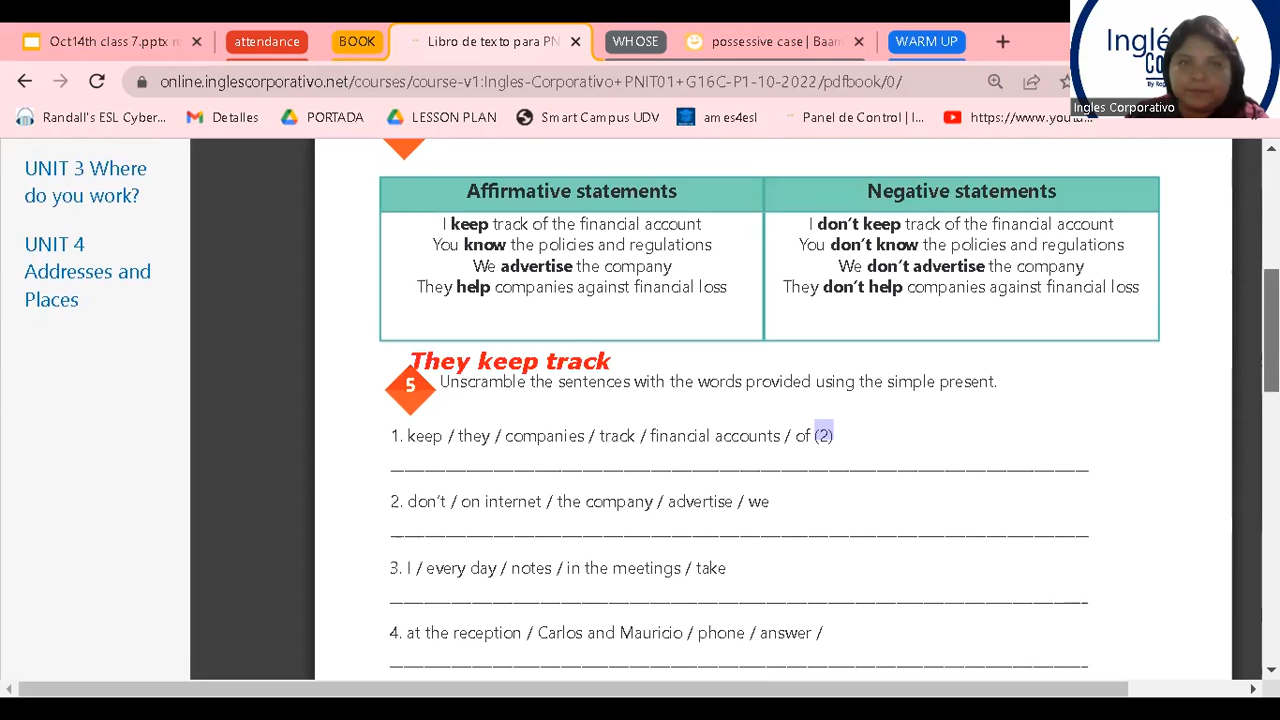 Oct14th class 7.pptx
attendance
BOOK
Libro de texto para PN
WHOSE
possessive case | Baam
WARM UP
online.inglescorporativo.net/courses/course-v1:Ingles-Corporativo+PNIT01+G16C-P1-10-2022/pdfbook/0/
Ingles Corporativo
Randall's ESL Cyber...
Detalles
PORTADA
LESSON PLAN
Smart Campus UDV
ames4esl
Panel de Control | I...
https://www.youtu...
UNIT 3 Where
do you work?
UNIT 4
Addresses and
Places
Affirmative statements
Negative statements
I keep track of the financial account
You know the policies and regulations
We advertise the company
They help companies against financial loss
I don't keep track of the financial account
You don't know the policies and regulations
We don't advertise the company
They don't help companies against financial loss
They keep track
5 Unscramble the sentences with the words provided using the simple present.
1. keep / they / companies / track / financial accounts / of (2)
2. don't / on internet / the company / advertise / we
3. I / every day / notes / in the meetings / take
4. at the reception / Carlos and Mauricio / phone / answer /